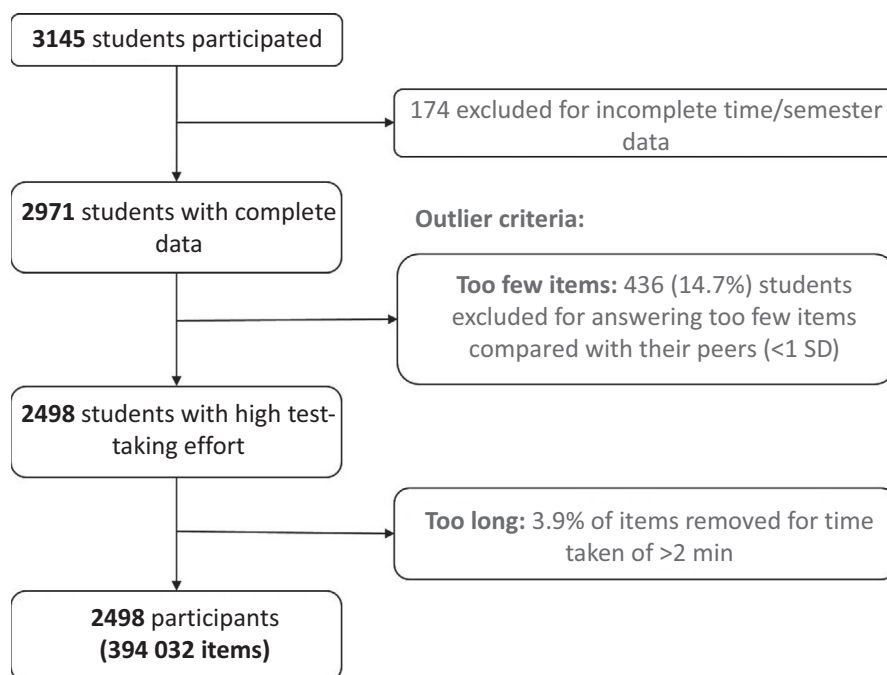 3145 students participated
174 excluded for incomplete time/semester
data
2971 students with complete
data
Outlier criteria:
Too few items: 436 (14.7%) students
excluded for answering too few items
compared with their peers (<1 SD)
2498 students with high test-
taking effort
Too long: 3.9% of items removed for time
taken of >2 min
2498 participants
(394 032 items)